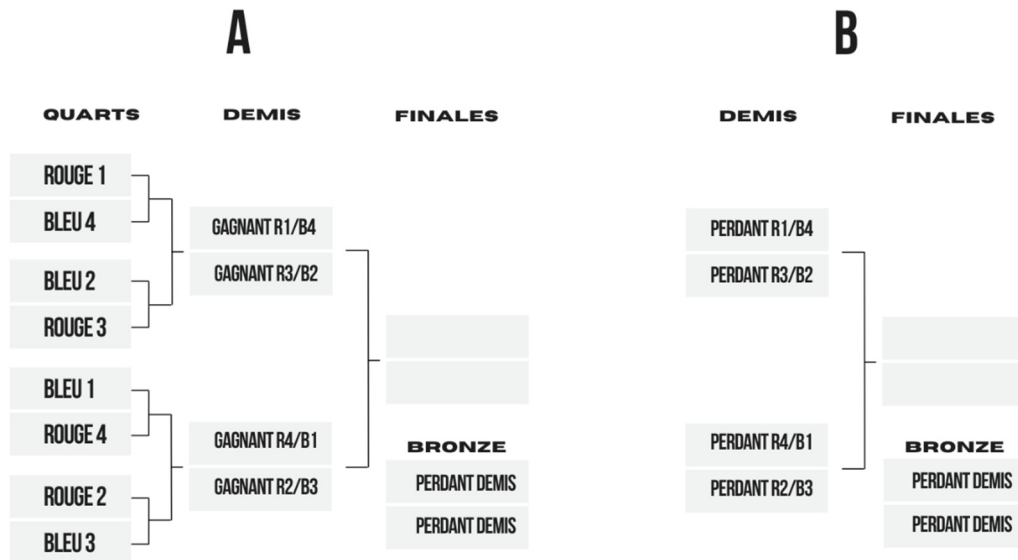 A
QUARTS
DEMIS
FINALES
ROUGE 1
BLEU 4
BLEU 2
ROUGE 3
BLEU 1
ROUGE 4
ROUGE 2
BLEU 3
GAGNANT R1/B4
GAGNANT R3/B2
GAGNANT R4/B1
GAGNANT R2/B3
BRONZE
PERDANT DEMIS
PERDANT DEMIS
B
DEMIS
FINALES
PERDANT R1/B4
PERDANT R3/B2
PERDANT R4/B1
PERDANT R2/B3
BRONZE
PERDANT DEMIS
PERDANT DEMIS